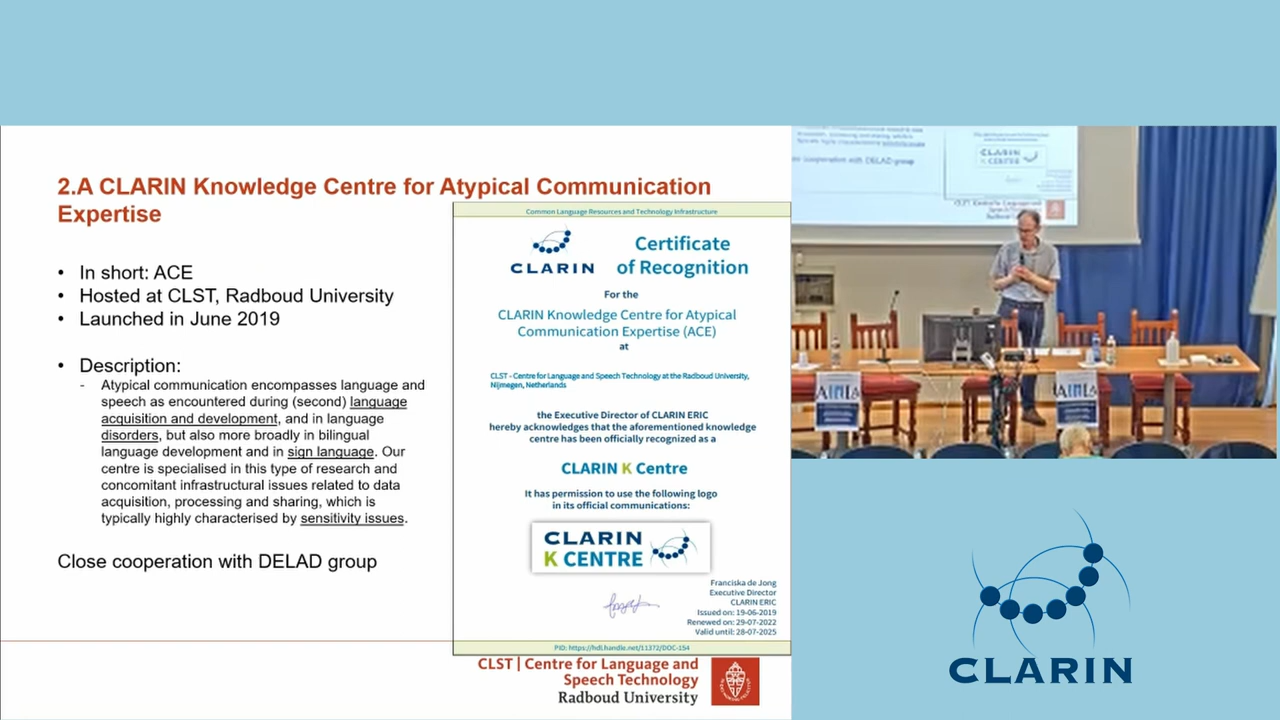 2.A CLARIN Knowledge Centre for Atypical Communication
Expertise
• In short: ACE
• Hosted at CLST, Radboud University
• Launched in June 2019
• Description:
- Atypical communication encompasses language and
speech as encountered during (second) language
acquisition and development, and in language
disorders, but also more broadly in bilingual
language development and in sign language. Our
centre is specialised in this type of research and
concomitant infrastructural issues related to data
acquisition, processing and sharing, which is
typically highly characterised by sensitivity issues.
Close cooperation with DELAD group
Common Language Resources and Technology Infrastructure
CLARIN
Certificate
of Recognition
For the
CLARIN Knowledge Centre for Atypical
Communication Expertise (ACE)
at
CLST - Centre for Language and Speech Technology at the Radboud University,
Nijmegen, Netherlands
the Executive Director of CLARIN ERIC
hereby acknowledges that the aforementioned knowledge
centre has been officially recognized as a
CLARIN K Centre
It has permission to use the following logo
in its official communications:
CLARIN
K CENTRE
Franciska de Jong
Executive Director
CLARIN ERIC
Issued on: 19-06-2019
Renewed on: 29-07-2022
Valid until: 28-07-2025
PID: https://hdl.handle.net/11372/DOC-154
CLST | Centre for Language and
Speech Technology
Radboud University
cooperation with DELAD group
CLARIN
K CENTRE
Speech Technology
CLARIN